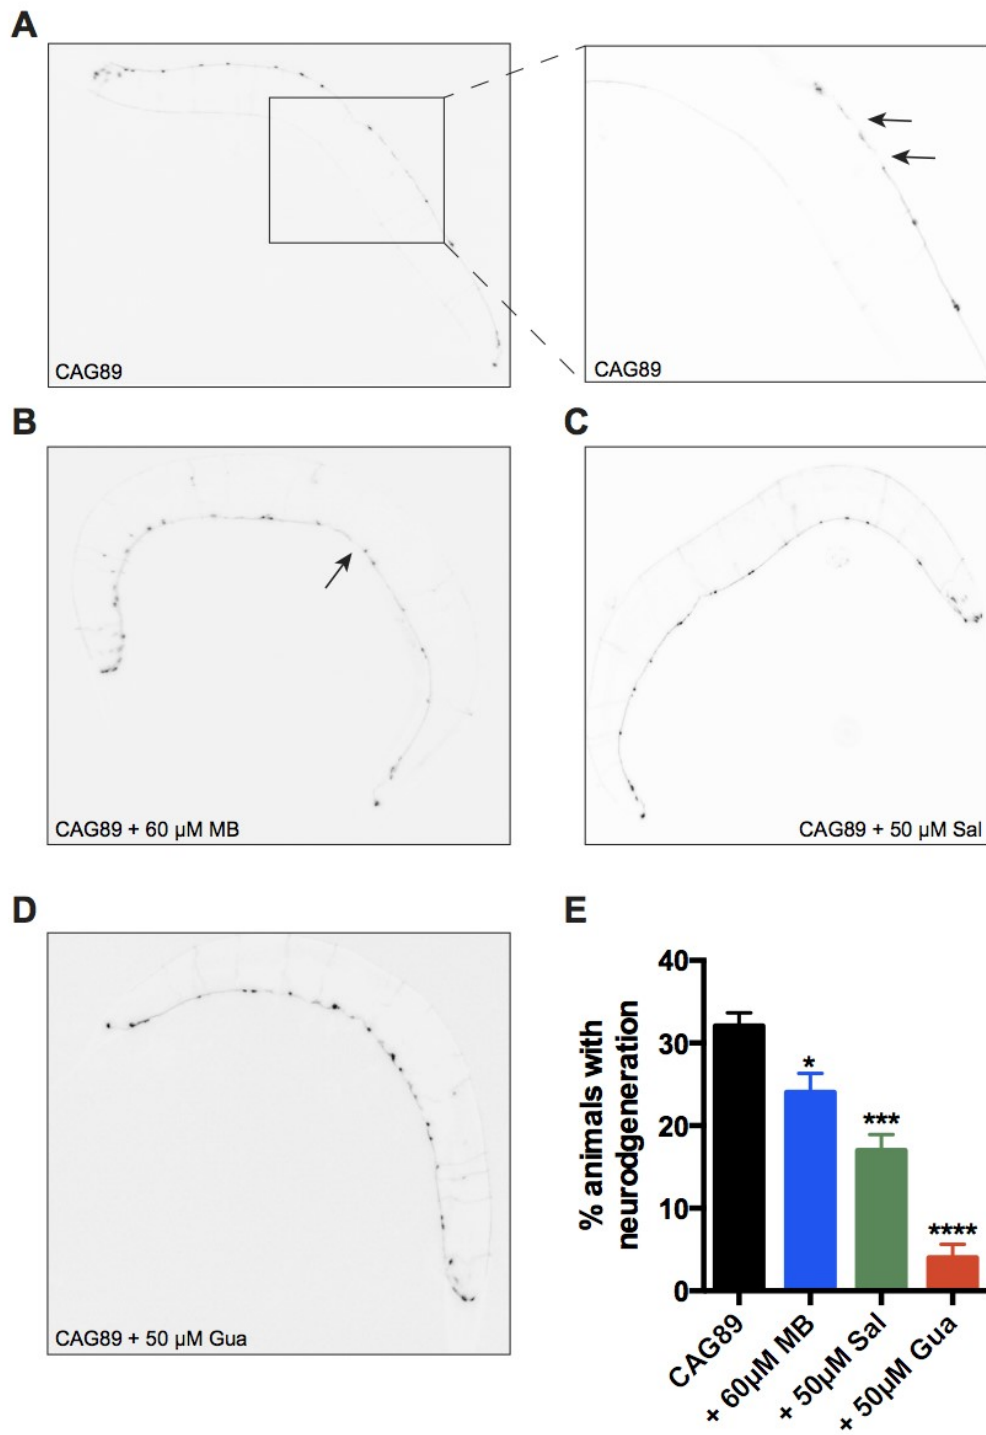 A
CAG89
CAG89
B
C
CAG89 + 60 µM MB
CAG89 + 50 µM Sal
D
E
CAG89 + 50 µM Gua
% animals with
neurodgeneration
40
30
20
10
0
*
***
****
CAG89
+ 60µM MB
+ 50µM Sal
+ 50µM Gua